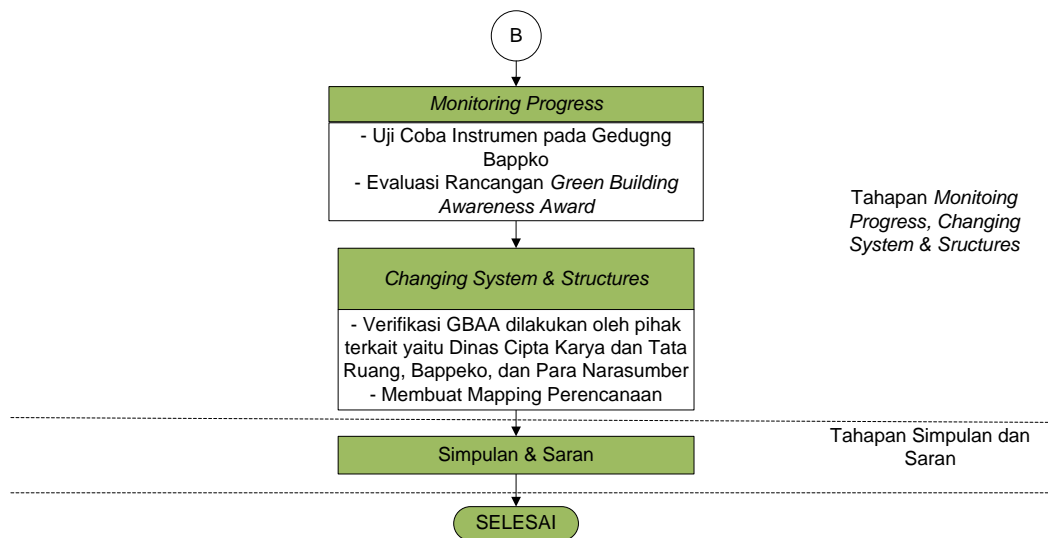 B
Monitoring Progress
- Uji Coba Instrumen pada Gedugng
Bappko
- Evaluasi Rancangan Green Building
Awareness Award
Tahapan Monitoing
Progress, Changing
System & Sructures
Changing System & Structures
- Verifikasi GBAA dilakukan oleh pihak
terkait yaitu Dinas Cipta Karya dan Tata
Ruang, Bappeko, dan Para Narasumber
- Membuat Mapping Perencanaan
Simpulan & Saran
Tahapan Simpulan dan
Saran
SELESAI